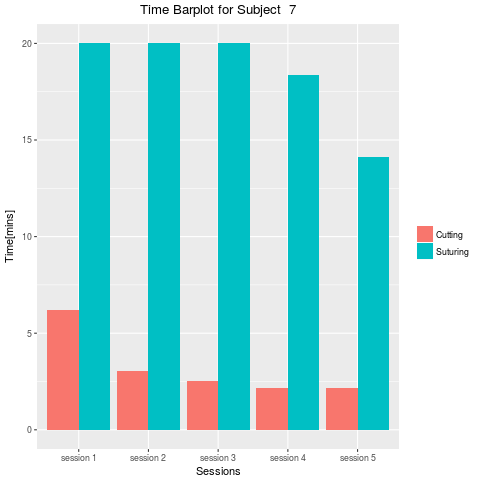 Time Barplot for Subject  7
Time[mins]
20
15
10
5
0
session 1
session 2
session 3
session 4
session 5
Sessions
Cutting
Suturing